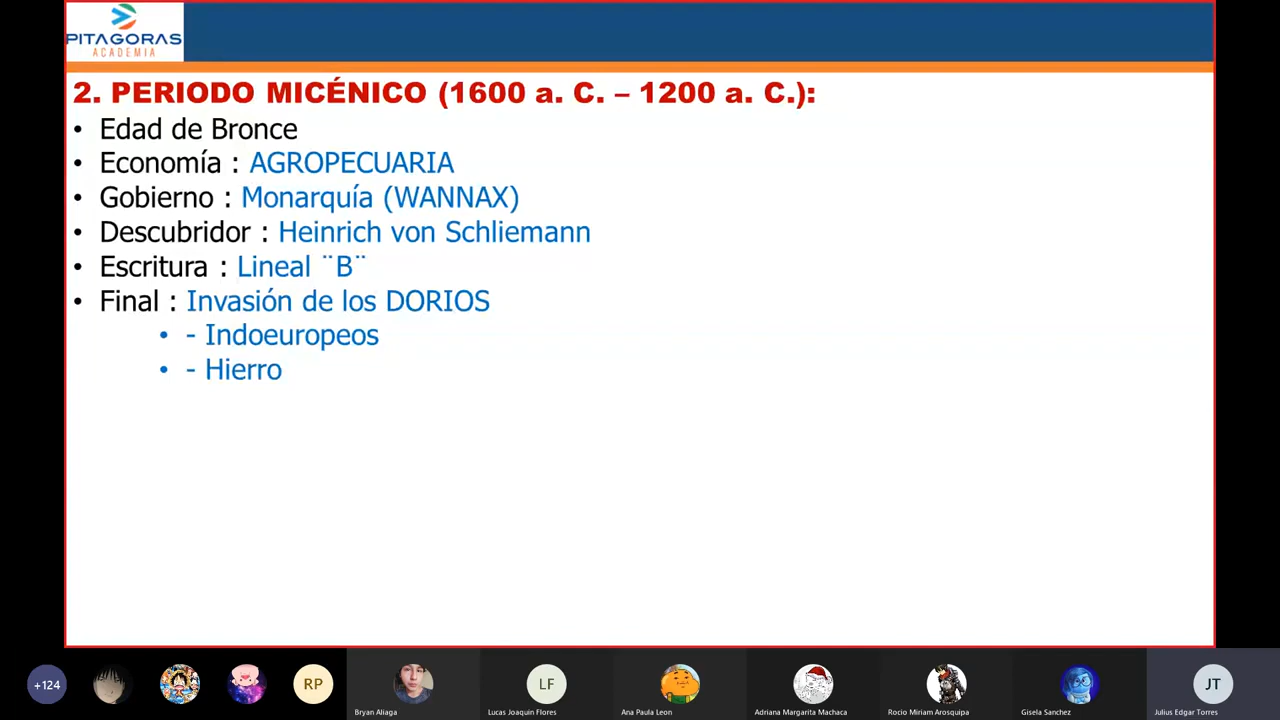 PITAGORAS
ACADEMIA
2. PERIODO MICÉNICO (1600 a. C. – 1200 a. C.):
• Edad de Bronce
• Economía : AGROPECUARIA
• Gobierno : Monarquía (WANNAX)
• Descubridor : Heinrich von Schliemann
• Escritura : Lineal ¨B¨
• Final : Invasión de los DORIOS
• - Indoeuropeos
• - Hierro
+124
RP
LF
JT
Bryan Aliaga
Lucas Joaquin Flores
Ana Paula Leon
Adriana Margarita Machaca
Rocio Miriam Arosquipa
Gisela Sanchez
Julius Edgar Torres